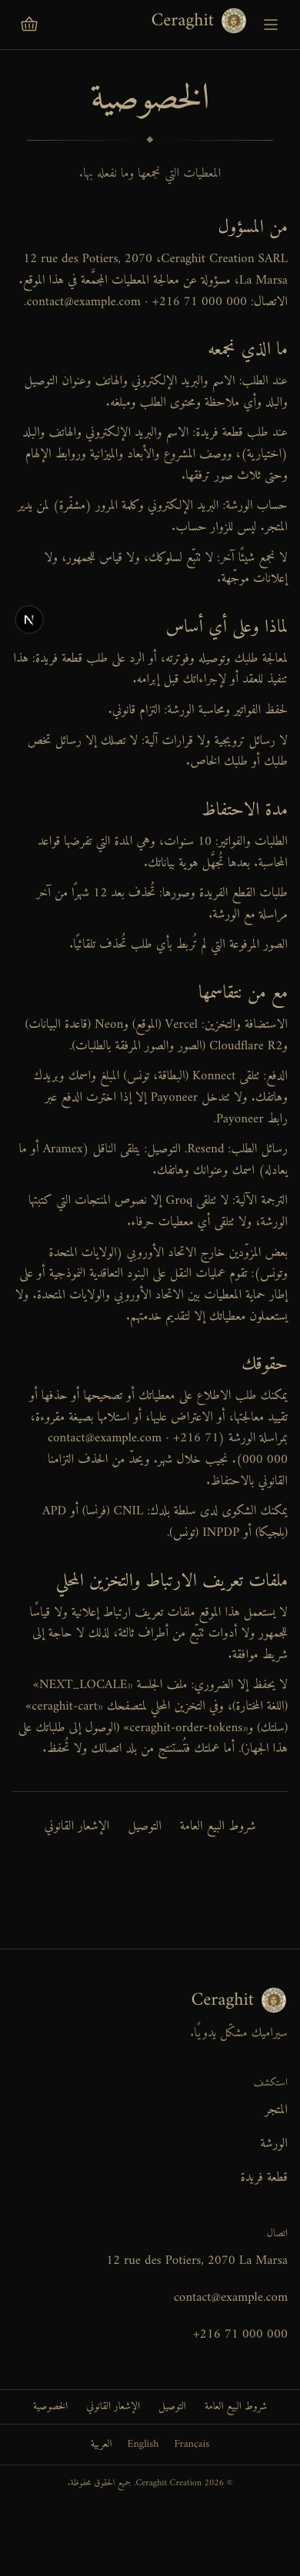 Ceraghit
الخصوصية
المعطيات التي نجمعها وما نفعله بها.
من المسؤول
12 rue des Potiers, 2070 ،Ceraghit Creation SARL
La Marsa، مسؤولة عن معالجة المعطيات المجمَّعة في هذا الموقع.
الاتصال: contact@example.com · +216 71 000 000.
ما الذي نجمعه
عند الطلب: الاسم والبريد الإلكتروني والهاتف وعنوان التوصيل
والبلد وأي ملاحظة ومحتوى الطلب ومبلغه.
عند طلب قطعة فريدة: الاسم والبريد الإلكتروني والهاتف والبلد
(اختيارية)، ووصف المشروع والأبعاد والميزانية وروابط الإلهام
وحتى ثلاث صور ترفقها.
حساب الورشة: البريد الإلكتروني وكلمة المرور (مشفّرة) لمن يدير
المتجر. ليس للزوار حساب.
لا نجمع شيئًا آخر: لا تتبّع لسلوكك، ولا قياس للجمهور، ولا
إعلانات موجّهة.
لماذا وعلى أي أساس
لمعالجة طلبك وتوصيله وفوترته، أو الرد على طلب قطعة فريدة: هذا
تنفيذ للعقد أو لإجراءاتك قبل إبرامه.
لحفظ الفواتير ومحاسبة الورشة: التزام قانوني.
لا رسائل ترويجية ولا قرارات آلية: لا تصلك إلا رسائل تخص
طلبك أو طلبك الخاص.
مدة الاحتفاظ
الطلبات والفواتير: 10 سنوات، وهي المدة التي تفرضها قواعد
المحاسبة. بعدها تُجهَّل هوية بياناتك.
طلبات القطع الفريدة وصورها: تُحذف بعد 12 شهرًا من آخر
مراسلة مع الورشة.
الصور المرفوعة التي لم تُربط بأي طلب تُحذف تلقائيًا.
مع من نتقاسمها
الاستضافة والتخزين: Vercel (الموقع) وNeon (قاعدة البيانات)
وCloudflare R2 (الصور والصور المرفقة بالطلبات).
الدفع: تتلقى Konnect (البطاقة، تونس) المبلغ واسمك وبريدك
وهاتفك. ولا تتدخل Payoneer إلا إذا اخترت الدفع عبر
رابط Payoneer.
رسائل الطلب: Resend. التوصيل: يتلقى الناقل (Aramex أو ما
يعادله) اسمك وعنوانك وهاتفك.
الترجمة الآلية: لا تتلقى Groq إلا نصوص المنتجات التي كتبتها
الورشة، ولا تتلقى أي معطيات حرفاء.
بعض المزوّدين خارج الاتحاد الأوروبي (الولايات المتحدة
وتونس): تقوم عمليات النقل على البنود التعاقدية النموذجية أو على
إطار حماية المعطيات بين الاتحاد الأوروبي والولايات المتحدة. ولا
يستعملون معطياتك إلا لتقديم خدمتهم.
حقوقك
يمكنك طلب الاطلاع على معطياتك أو تصحيحها أو حذفها أو
تقييد معالجتها، أو الاعتراض عليها، أو استلامها بصيغة مقروءة،
بمراسلة الورشة (contact@example.com · +216 71
000 000). نجيب خلال شهر. ويحدّ من الحذف التزامنا
القانوني بالاحتفاظ.
يمكنك الشكوى لدى سلطة بلدك: CNIL (فرنسا) أو APD
(بلجيكا) أو INPDP (تونس).
ملفات تعريف الارتباط والتخزين المحلي
لا يستعمل هذا الموقع ملفات تعريف ارتباط إعلانية ولا قياسًا
للجمهور ولا أدوات تتبّع من أطراف ثالثة، لذلك لا حاجة إلى
شريط موافقة.
لا يحفظ إلا الضروري: ملف الجلسة «NEXT_LOCALE»
(اللغة المختارة)، وفي التخزين المحلي لمتصفحك «ceraghit-cart»
(سلتك) و«ceraghit-order-tokens» (الوصول إلى طلباتك على
هذا الجهاز). أما عملتك فتُستنتج من بلد اتصالك ولا تُحفظ.
شروط البيع العامة
التوصيل
الإشعار القانوني
Ceraghit
سيراميك مشكّل يدويًا.
استكشف
المتجر
الورشة
قطعة فريدة
اتصال
12 rue des Potiers, 2070 La Marsa
contact@example.com
+216 71 000 000
شروط البيع العامة
التوصيل
الإشعار القانوني
الخصوصية
Français
English
العربية
© 2026 Ceraghit Creation. جميع الحقوق محفوظة.